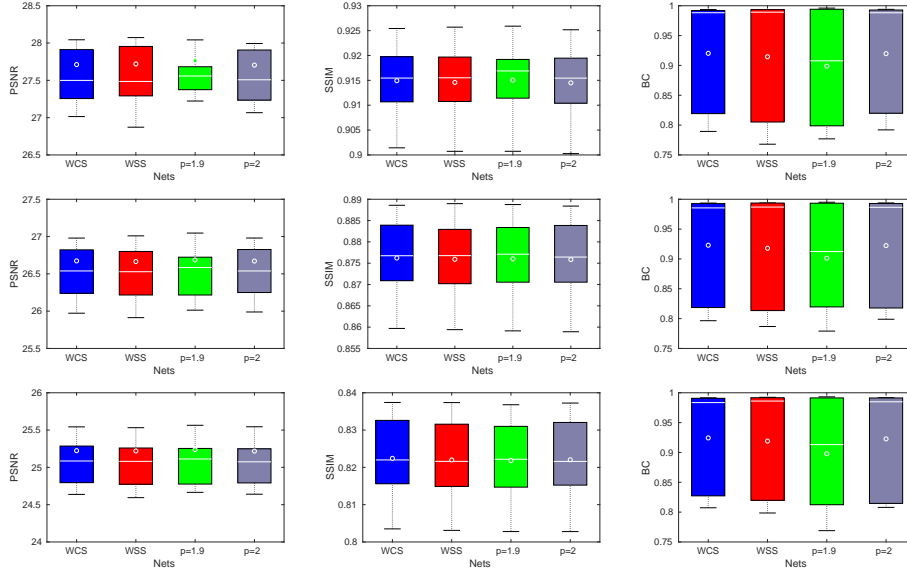 28.5
28
27.5
27
26.5
PSNR
WCS WSS p=1.9 p=2
Nets
0.93
0.925
0.92
0.915
0.91
0.905
0.9
SSIM
WCS WSS p=1.9 p=2
Nets
1
0.95
0.9
0.85
0.8
0.75
BC
WCS WSS p=1.9 p=2
Nets
27.5
27
26.5
26
25.5
PSNR
WCS WSS p=1.9 p=2
Nets
0.89
0.885
0.88
0.875
0.87
0.865
0.86
0.855
SSIM
WCS WSS p=1.9 p=2
Nets
1
0.95
0.9
0.85
0.8
0.75
BC
WCS WSS p=1.9 p=2
Nets
26
25.5
25
24.5
24
PSNR
WCS WSS p=1.9 p=2
Nets
0.84
0.83
0.82
0.81
0.8
SSIM
WCS WSS p=1.9 p=2
Nets
1
0.95
0.9
0.85
0.8
0.75
BC
WCS WSS p=1.9 p=2
Nets